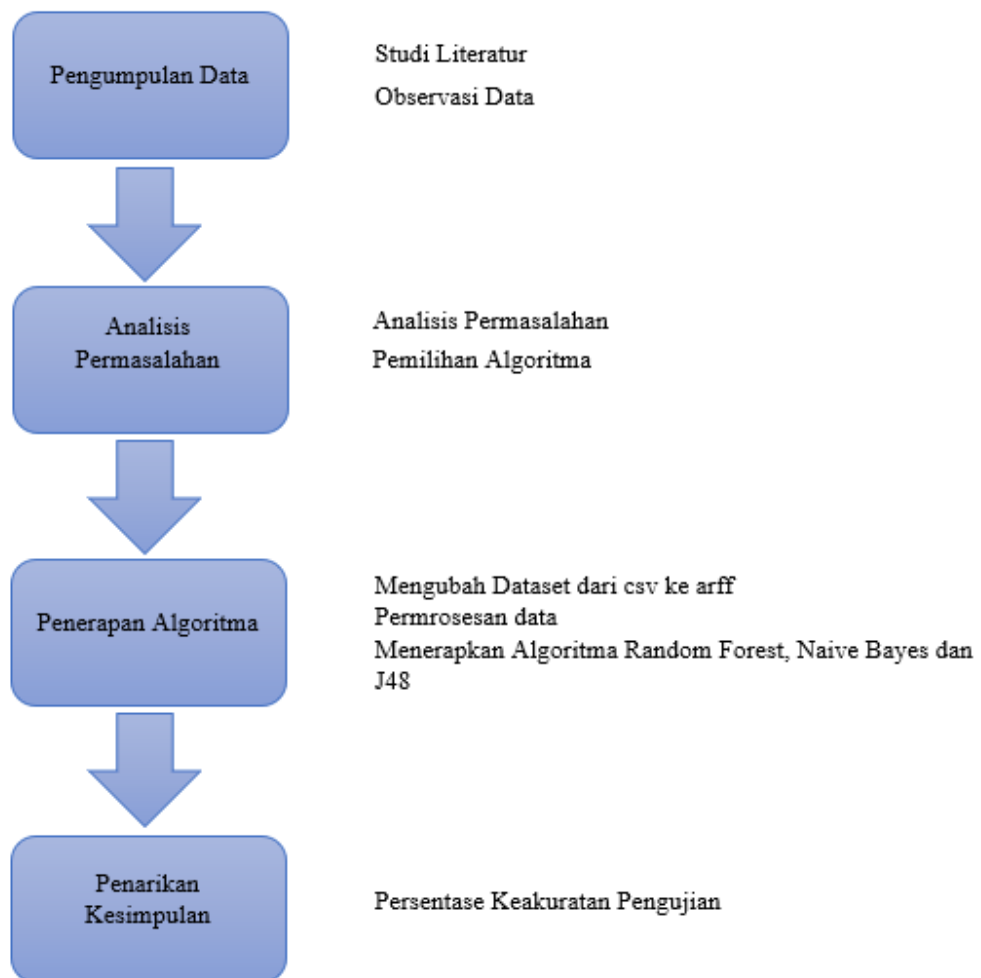 Pengumpulan Data
Studi Literatur
Observasi Data
Analisis
Permasalahan
Analisis Permasalahan
Pemilihan Algoritma
Penerapan Algoritma
Mengubah Dataset dari csv ke arff
Permrosesan data
Menerapkan Algoritma Random Forest, Naive Bayes dan
J48
Penarikan
Kesimpulan
Persentase Keakuratan Pengujian